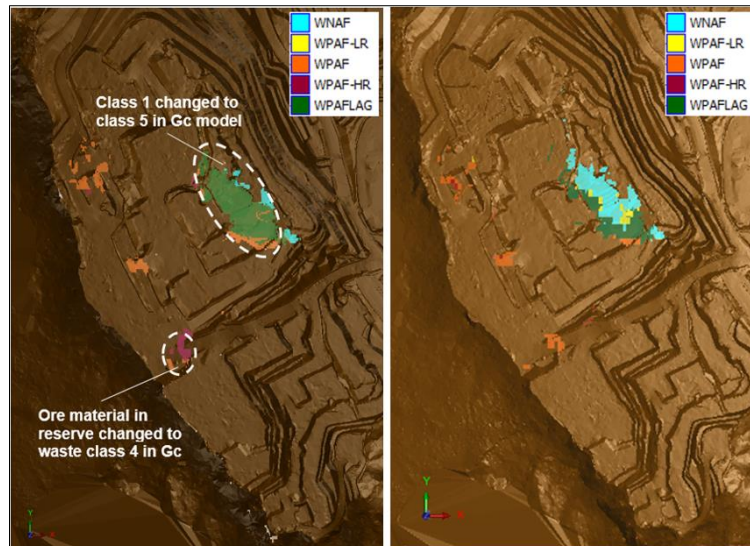 WNAF
WPAF-LR
WPAF
WPAF-HR
WPAFLAG
Class 1 changed to
class 5 in Gc model
Ore material in
reserve changed to
waste class 4 in Gc
Y
WNAF
WPAF-LR
WPAF
WPAF-HR
WPAFLAG
Y